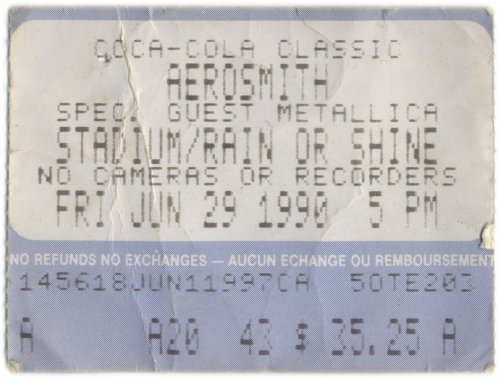 COCA-COLA CLASSIC
AEROSMITH
SPEC. GUEST METALLICA
STADIUM/RAIN OR SHINE
NO CAMERAS OR RECORDERS
FRI JUN 29 1990 5 PM
NO REFUNDS NO EXCHANGES — AUCUN ECHANGE OU REMBOURSEMENT
145618JUN11997CA 50TE203
A A20 43 $ 35.25 A